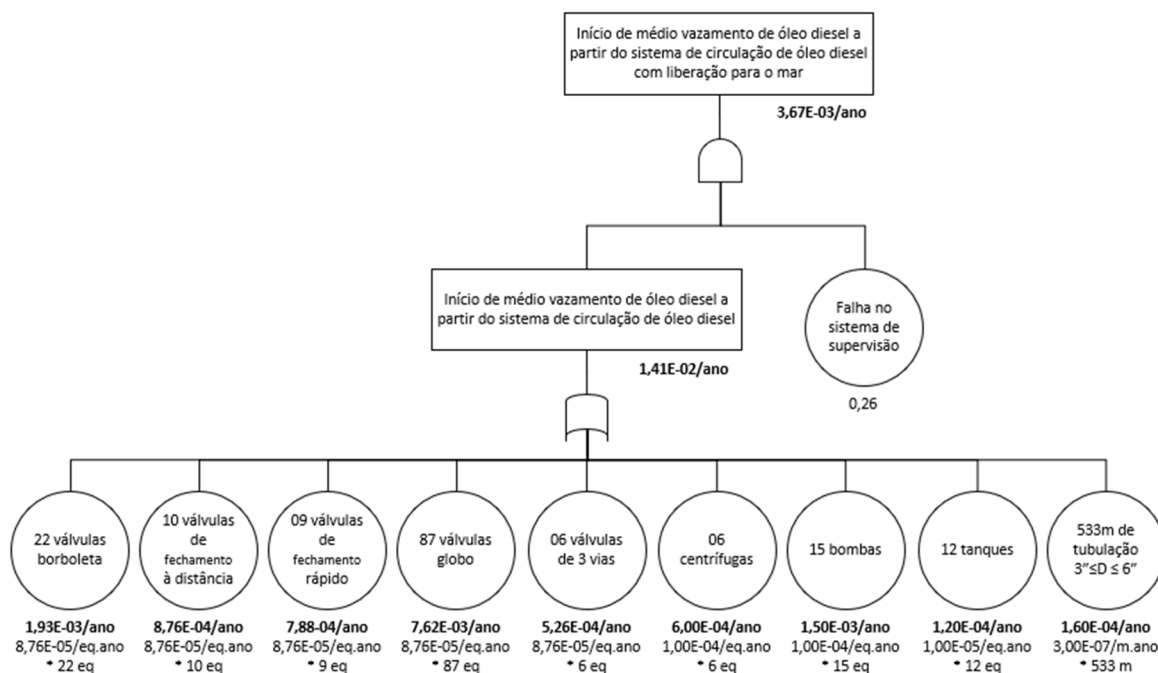 Início de médio vazamento de óleo diesel a
partir do sistema de circulação de óleo diesel
com liberação para o mar
3,67E-03/ano
Início de médio vazamento de óleo diesel a
partir do sistema de circulação de óleo diesel
1,41E-02/ano
Falha no
sistema de
supervisão
0,26
22 válvulas
borboleta
1,93E-03/ano
8,76E-05/eq.ano
* 22 eq
10 válvulas
de
fechamento
à distância
8,76E-04/ano
8,76E-05/eq.ano
* 10 eq
09 válvulas
de
fechamento
rápido
7,88-04/ano
8,76E-05/eq.ano
* 9 eq
87 válvulas
globo
7,62E-03/ano
8,76E-05/eq.ano
* 87 eq
06 válvulas
de 3 vias
5,26E-04/ano
8,76E-05/eq.ano
* 6 eq
06
centrífugas
6,00E-04/ano
1,00E-04/eq.ano
* 6 eq
15 bombas
1,50E-03/ano
1,00E-04/eq.ano
* 15 eq
12 tanques
1,20E-04/ano
1,00E-05/eq.ano
* 12 eq
533m de
tubulação
3"≤D ≤ 6"
1,60E-04/ano
3,00E-07/m.ano
* 533 m